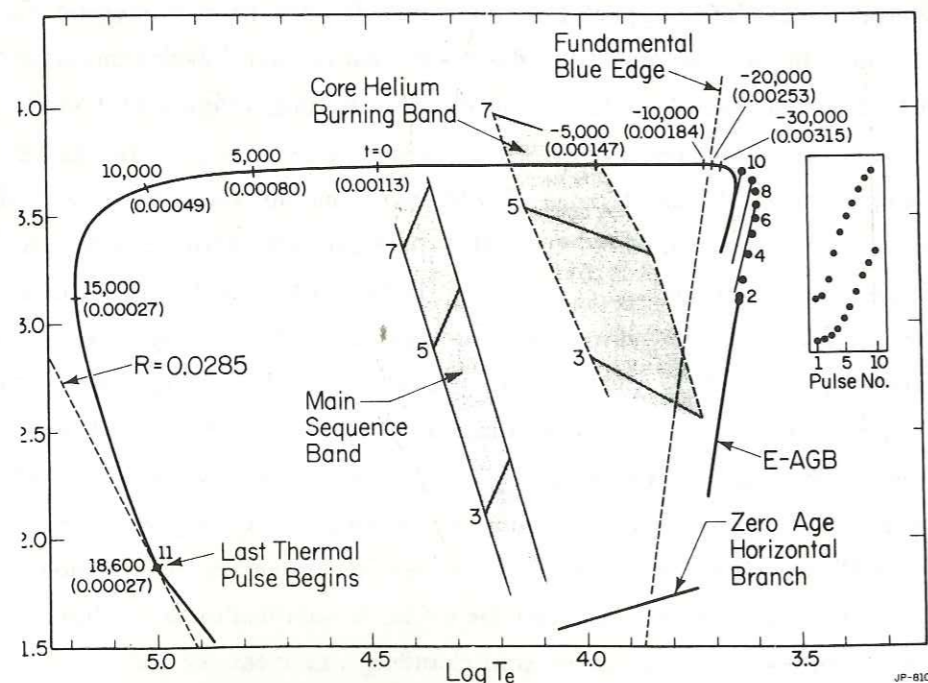 Fundamental
Blue Edge
-20,000
(0.00253)
-10,000
(0.00184)
-30,000
(0.00315)
Core Helium
Burning Band
7
-5,000
(0.00147)
4.0
10,000
(0.00049)
5,000
(0.00080)
t=0
(0.00113)
10
8
6
4
2
3.5
7
5
15,000
(0.00027)
3.0
R=0.0285
5
3
1 5 10
Pulse No.
Main
Sequence
Band
2.5
3
E-AGB
2.0
18,600
(0.00027)
11
Last Thermal
Pulse Begins
Zero Age
Horizontal
Branch
1.5
5.0 4.5 4.0 3.5
Log Te